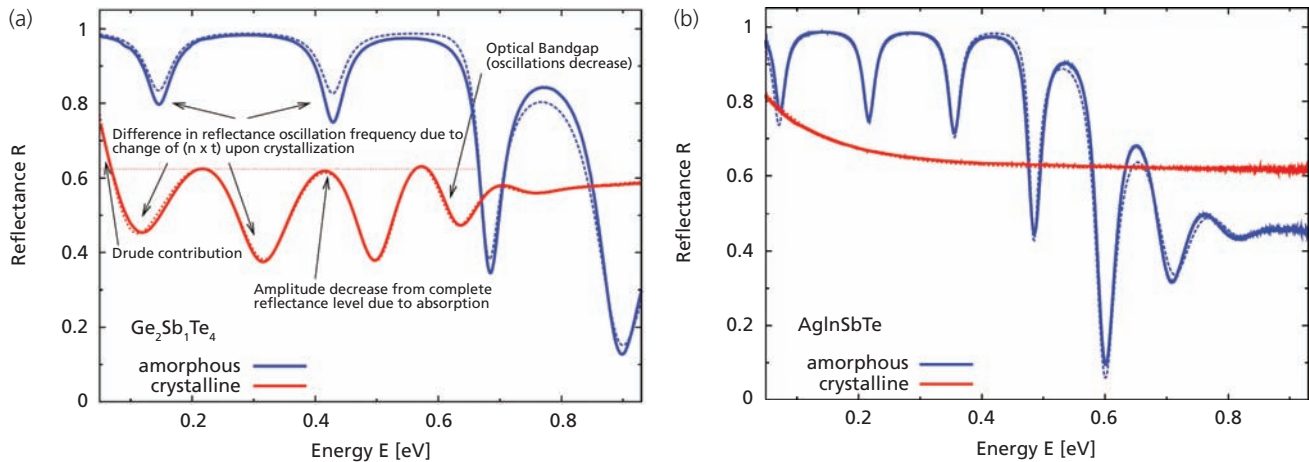 (a)
1
0.8
0.6
0.4
0.2
0
Reflectance R
Optical Bandgap
(oscillations decrease)
Difference in reflectance oscillation frequency due to
change of (n x t) upon crystallization
Drude contribution
Amplitude decrease from complete
reflectance level due to absorption
Ge2Sb1Te4
amorphous
crystalline
0.2
0.4
0.6
0.8
Energy E [eV]
(b)
1
0.8
0.6
0.4
0.2
0
Reflectance R
AgInSbTe
amorphous
crystalline
0.2
0.4
0.6
0.8
Energy E [eV]